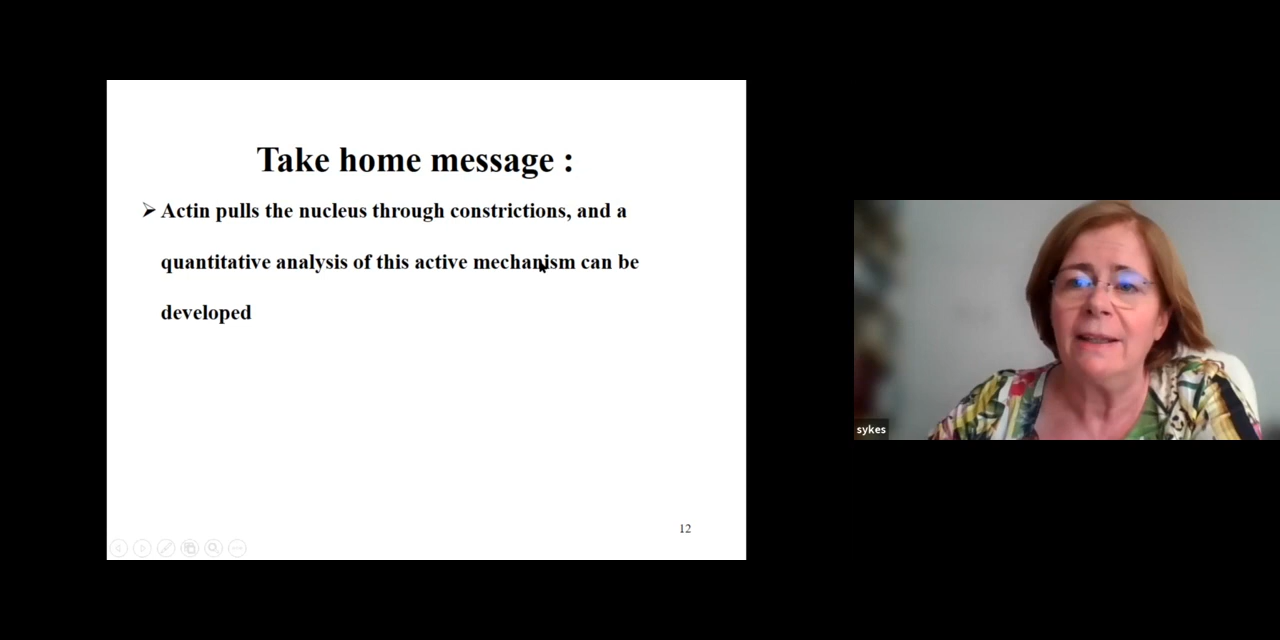 Take home message :
➢ Actin pulls the nucleus through constrictions, and a
quantitative analysis of this active mechanism can be
developed
12
sykes